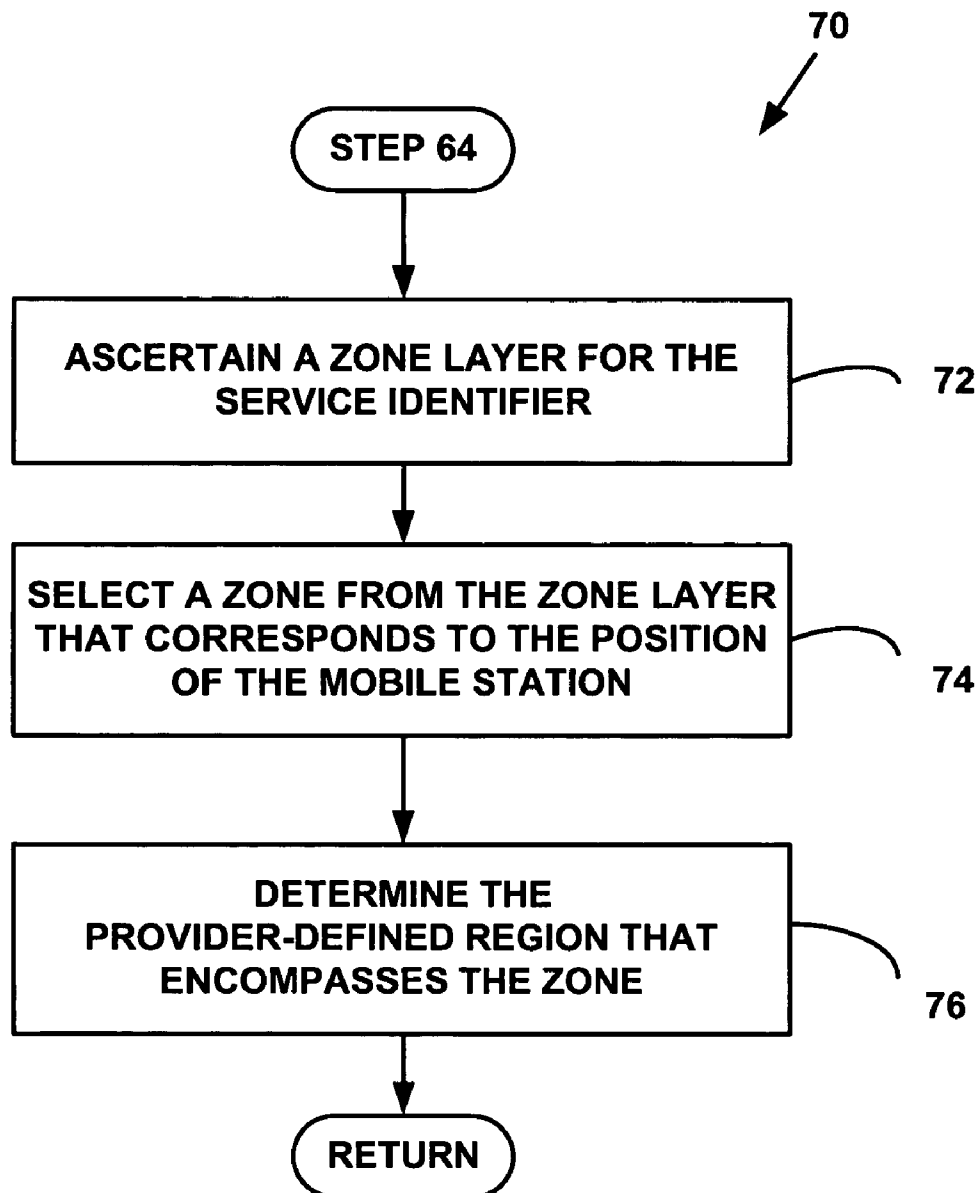 70
STEP 64
ASCERTAIN A ZONE LAYER FOR THE
SERVICE IDENTIFIER
72
SELECT A ZONE FROM THE ZONE LAYER
THAT CORRESPONDS TO THE POSITION
OF THE MOBILE STATION
74
DETERMINE THE
PROVIDER-DEFINED REGION THAT
ENCOMPASSES THE ZONE
76
RETURN